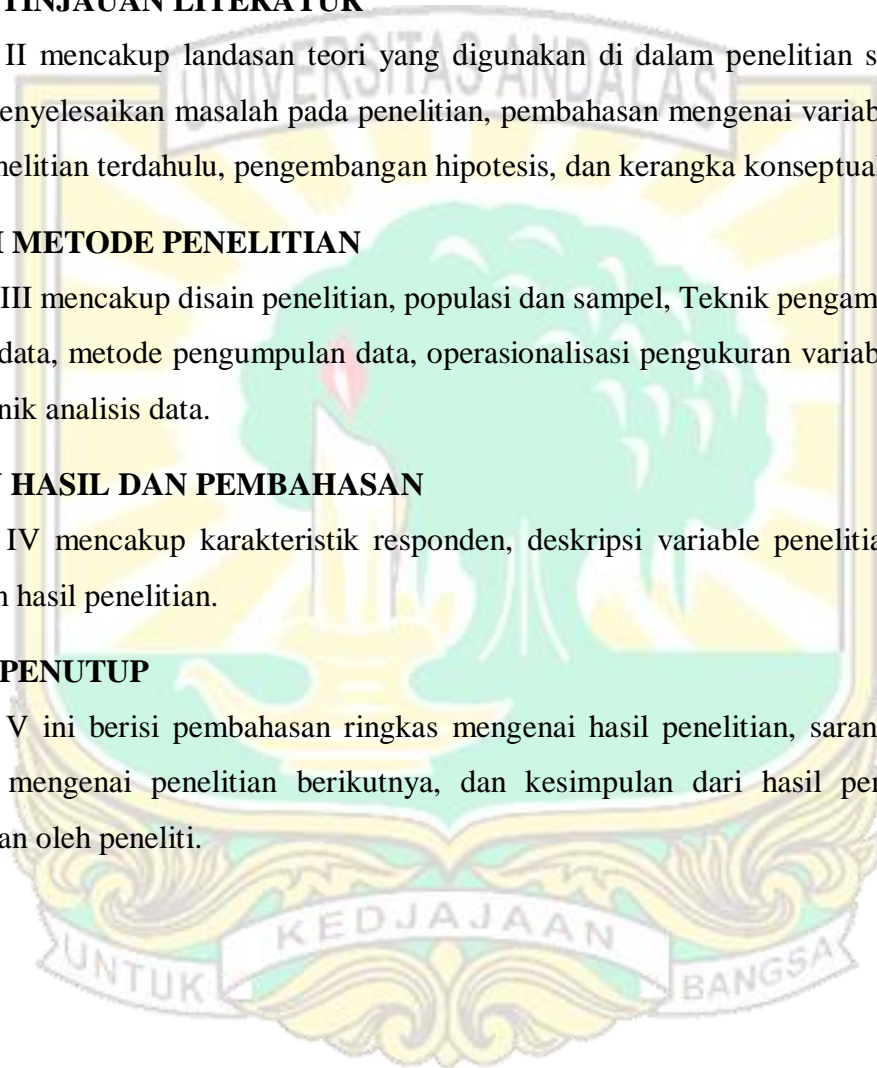 TINJAUAN LITERATUR
UNIVERSITAS ANDALAS
II mencakup landasan teori yang digunakan di dalam penelitian s
enyelesaikan masalah pada penelitian, pembahasan mengenai variab
nelitian terdahulu, pengembangan hipotesis, dan kerangka konseptual
I METODE PENELITIAN
III mencakup disain penelitian, populasi dan sampel, Teknik pengam
data, metode pengumpulan data, operasionalisasi pengukuran variab
nik analisis data.
HASIL DAN PEMBAHASAN
IV mencakup karakteristik responden, deskripsi variable penelitia
n hasil penelitian.
PENUTUP
V ini berisi pembahasan ringkas mengenai hasil penelitian, saran
mengenai penelitian berikutnya, dan kesimpulan dari hasil pen
an oleh peneliti.
UNTUK KEDJAJAAN BANGSA